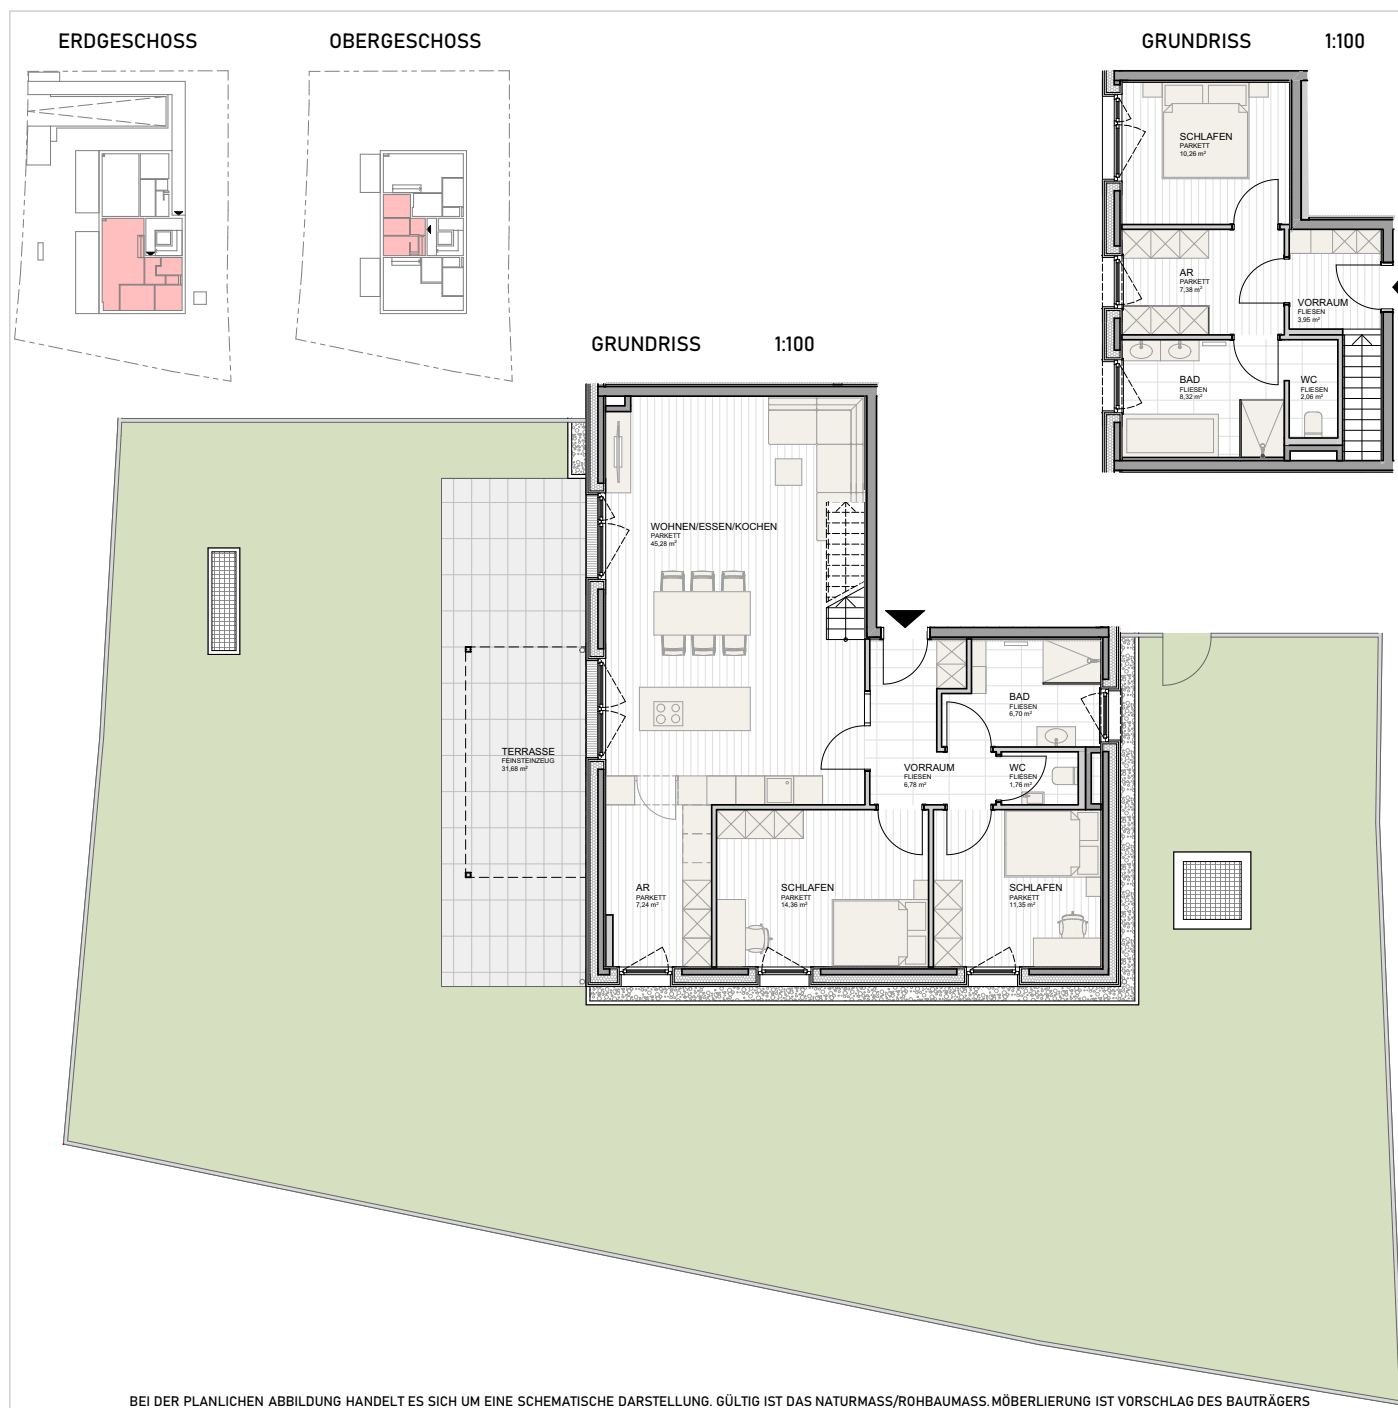 ERDGESCHOSS
OBERGESCHOSS
GRUNDRISS 1:100
SCHLAFEN
PARKETT
10,26 m²
AR
PARKETT
7,38 m²
VORRAUM
FLIESEN
3,95 m²
BAD
FLIESEN
8,32 m²
WC
FLIESEN
2,06 m²
GRUNDRISS 1:100
WOHNEN/ESSEN/KOCHEN
PARKETT
45,28 m²
TERRASSE
FEINSTEINZEUG
31,68 m²
BAD
FLIESEN
6,70 m²
VORRAUM
FLIESEN
6,78 m²
WC
FLIESEN
1,76 m²
AR
PARKETT
7,24 m²
SCHLAFEN
PARKETT
14,36 m²
SCHLAFEN
PARKETT
11,35 m²
BEI DER PLANLICHEN ABBILDUNG HANDELT ES SICH UM EINE SCHEMATISCHE DARSTELLUNG. GÜLTIG IST DAS NATURMASS/ROHBAUMASS. MÖBERLIERUNG IST VORSCHLAG DES BAUTRÄGERS